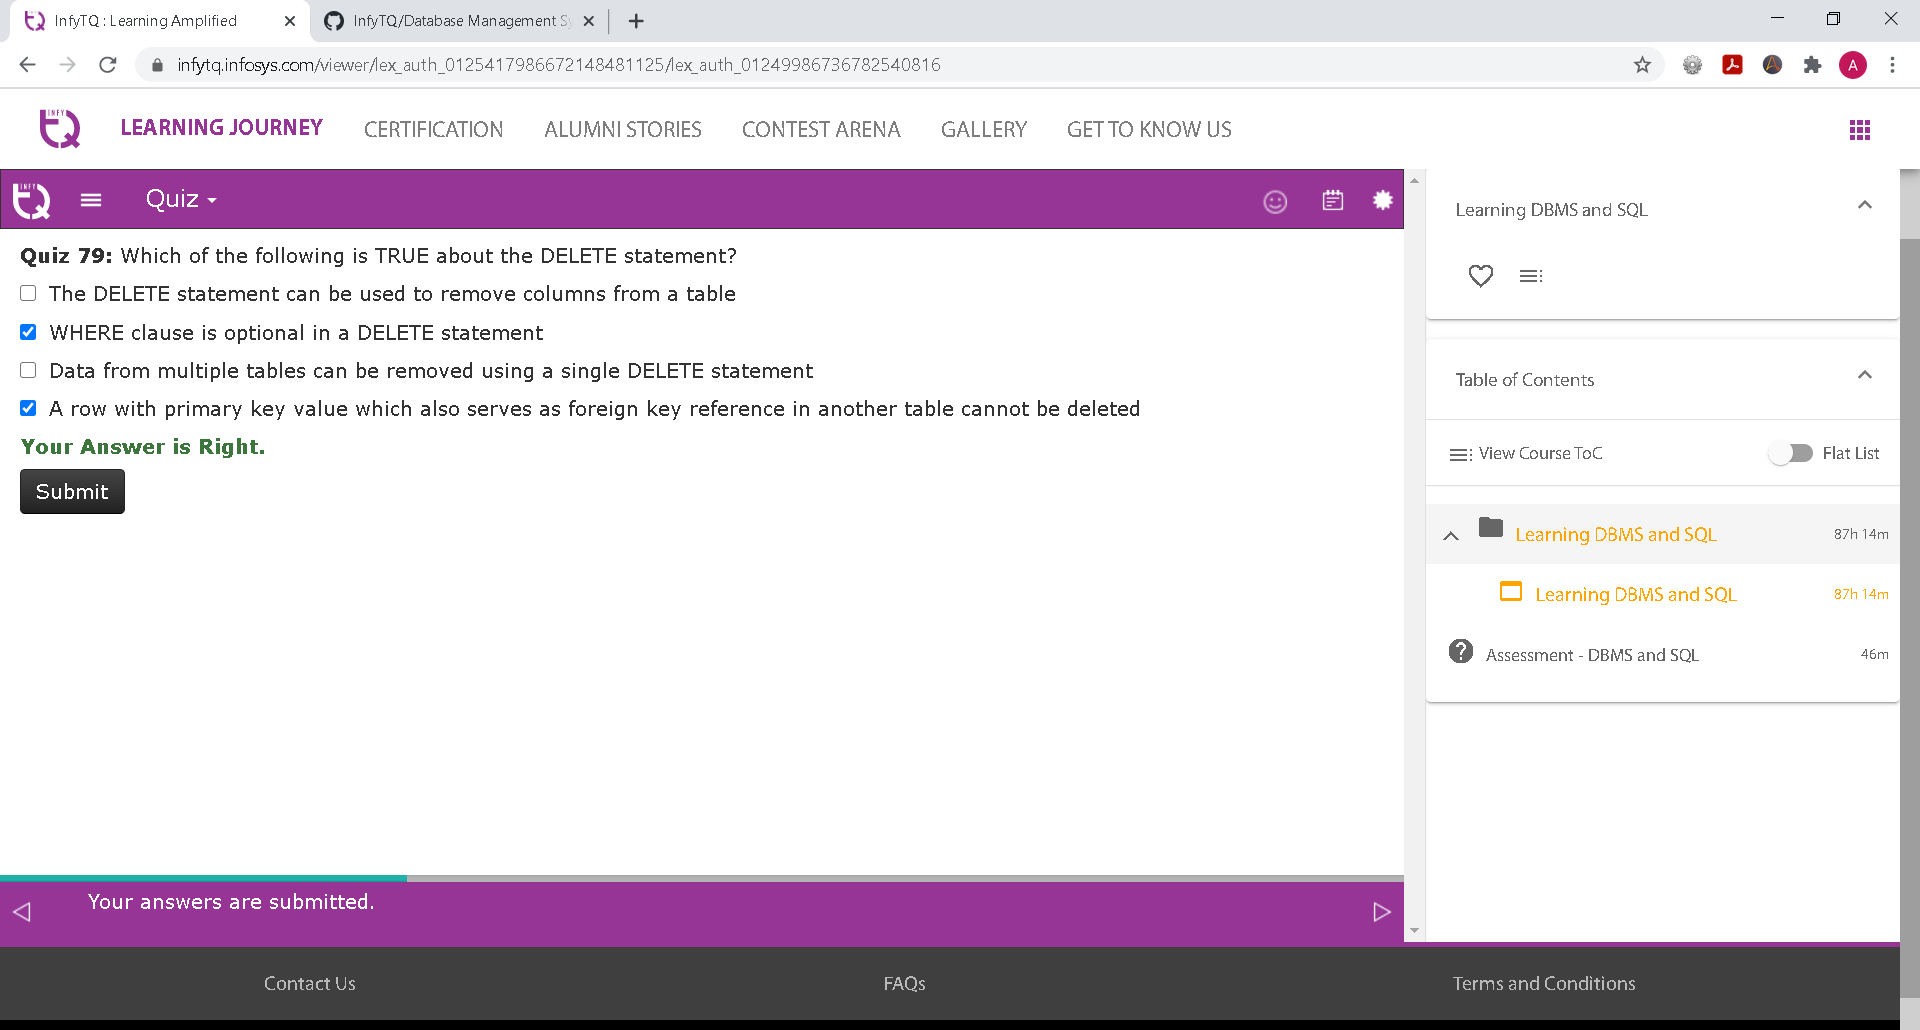 InfyTQ : Learning Amplified
InfyTQ/Database Management Sy
infytq.infosys.com/viewer/lex_auth_0125417986672148481125/lex_auth_01249986736782540816
A
INFY TQ
LEARNING JOURNEY
CERTIFICATION
ALUMNI STORIES
CONTEST ARENA
GALLERY
GET TO KNOW US
INFY TQ
Quiz
Quiz 79: Which of the following is TRUE about the DELETE statement?
The DELETE statement can be used to remove columns from a table
WHERE clause is optional in a DELETE statement
Data from multiple tables can be removed using a single DELETE statement
A row with primary key value which also serves as foreign key reference in another table cannot be deleted
Your Answer is Right.
Submit
Your answers are submitted.
Learning DBMS and SQL
Table of Contents
View Course ToC
Flat List
Learning DBMS and SQL 87h 14m
Learning DBMS and SQL 87h 14m
Assessment - DBMS and SQL 46m
Contact Us
FAQs
Terms and Conditions